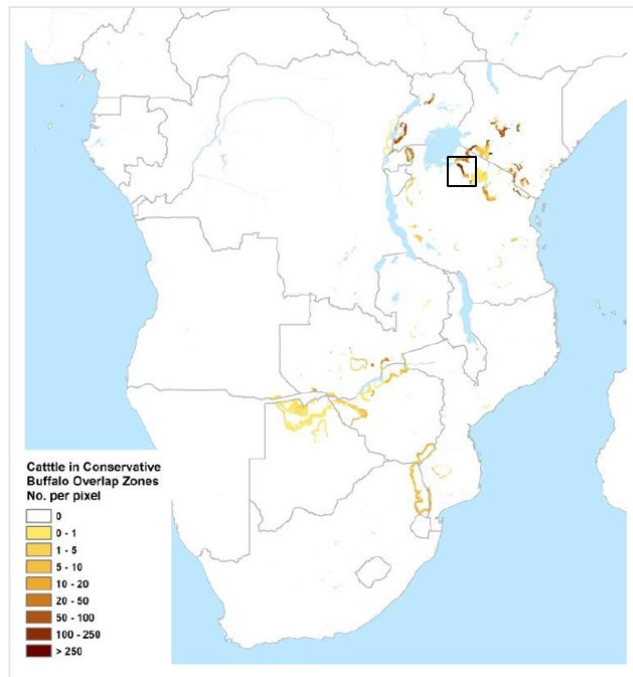 Catttle in Conservative
Buffalo Overlap Zones
No. per pixel
0
0 - 1
1 - 5
5 - 10
10 - 20
20 - 50
50 - 100
100 - 250
> 250